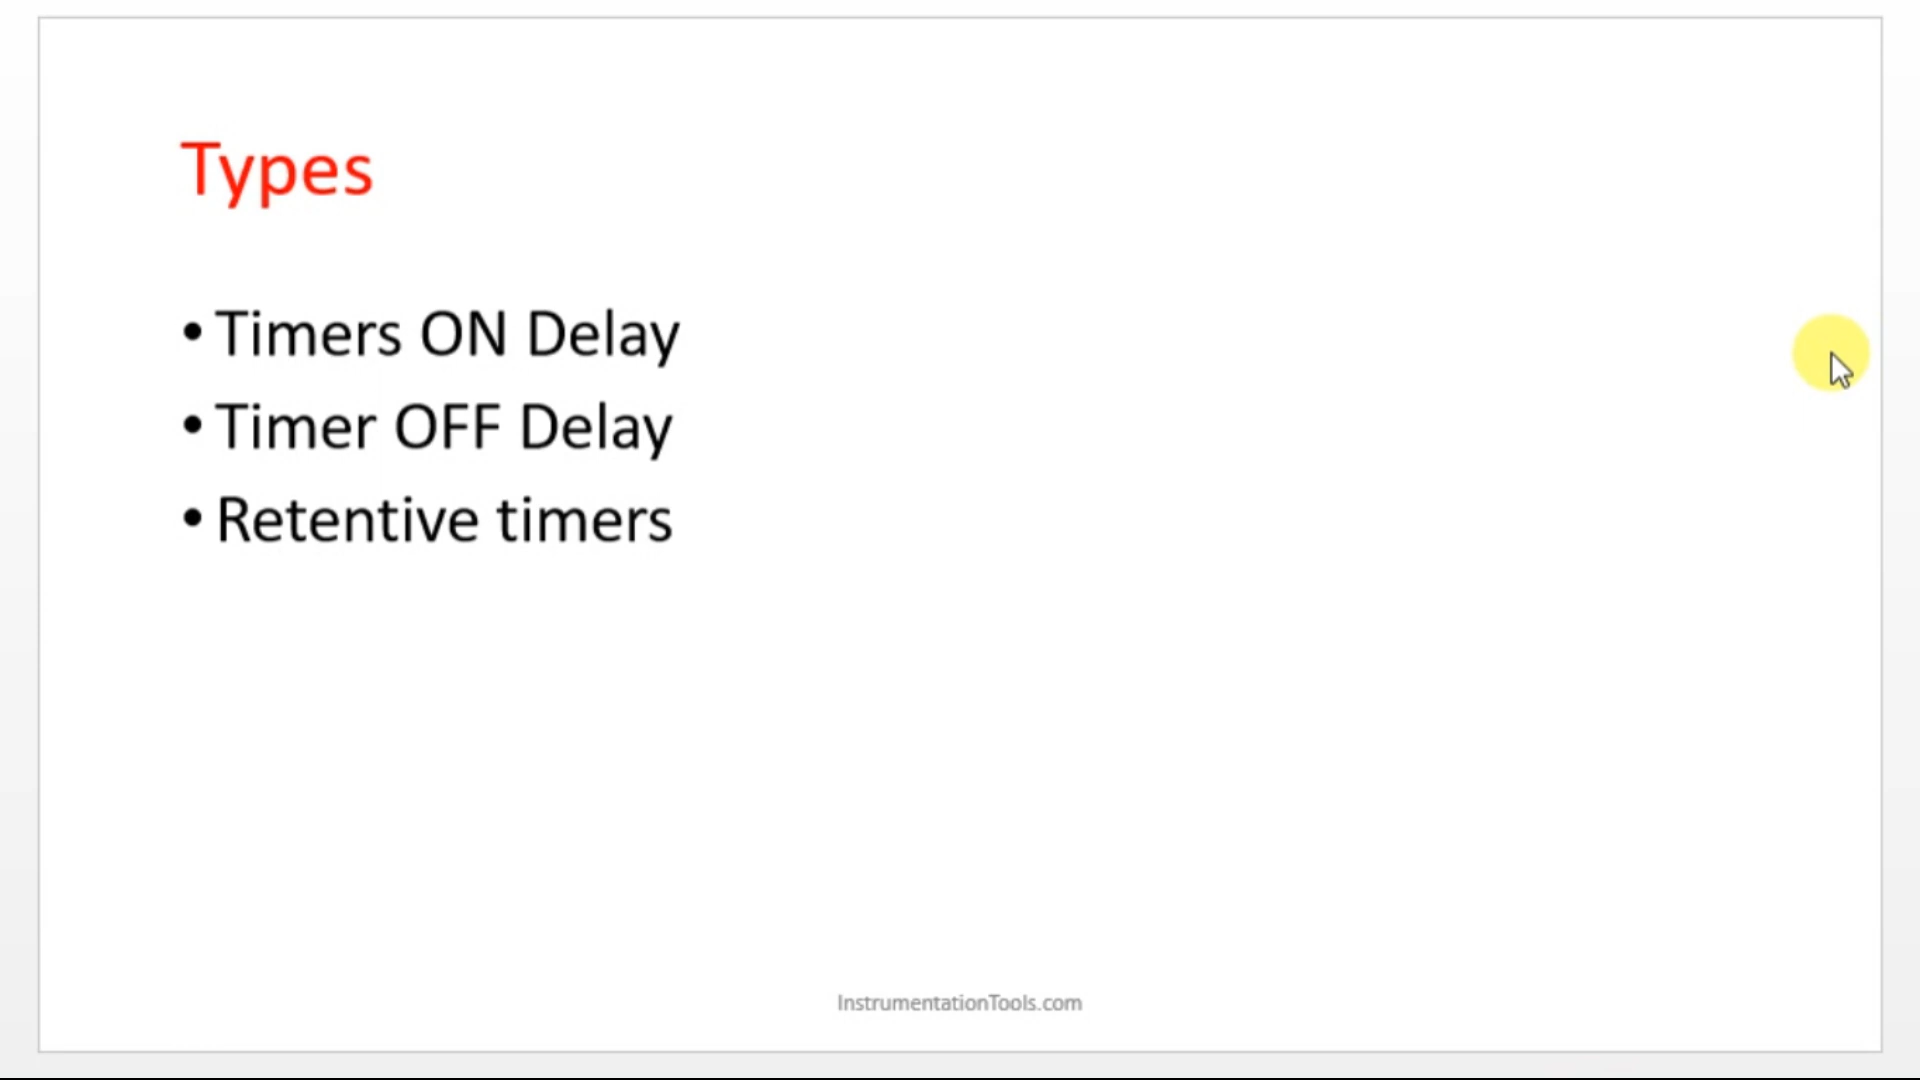 Types
• Timers ON Delay
• Timer OFF Delay
• Retentive timers
InstrumentationTools.com